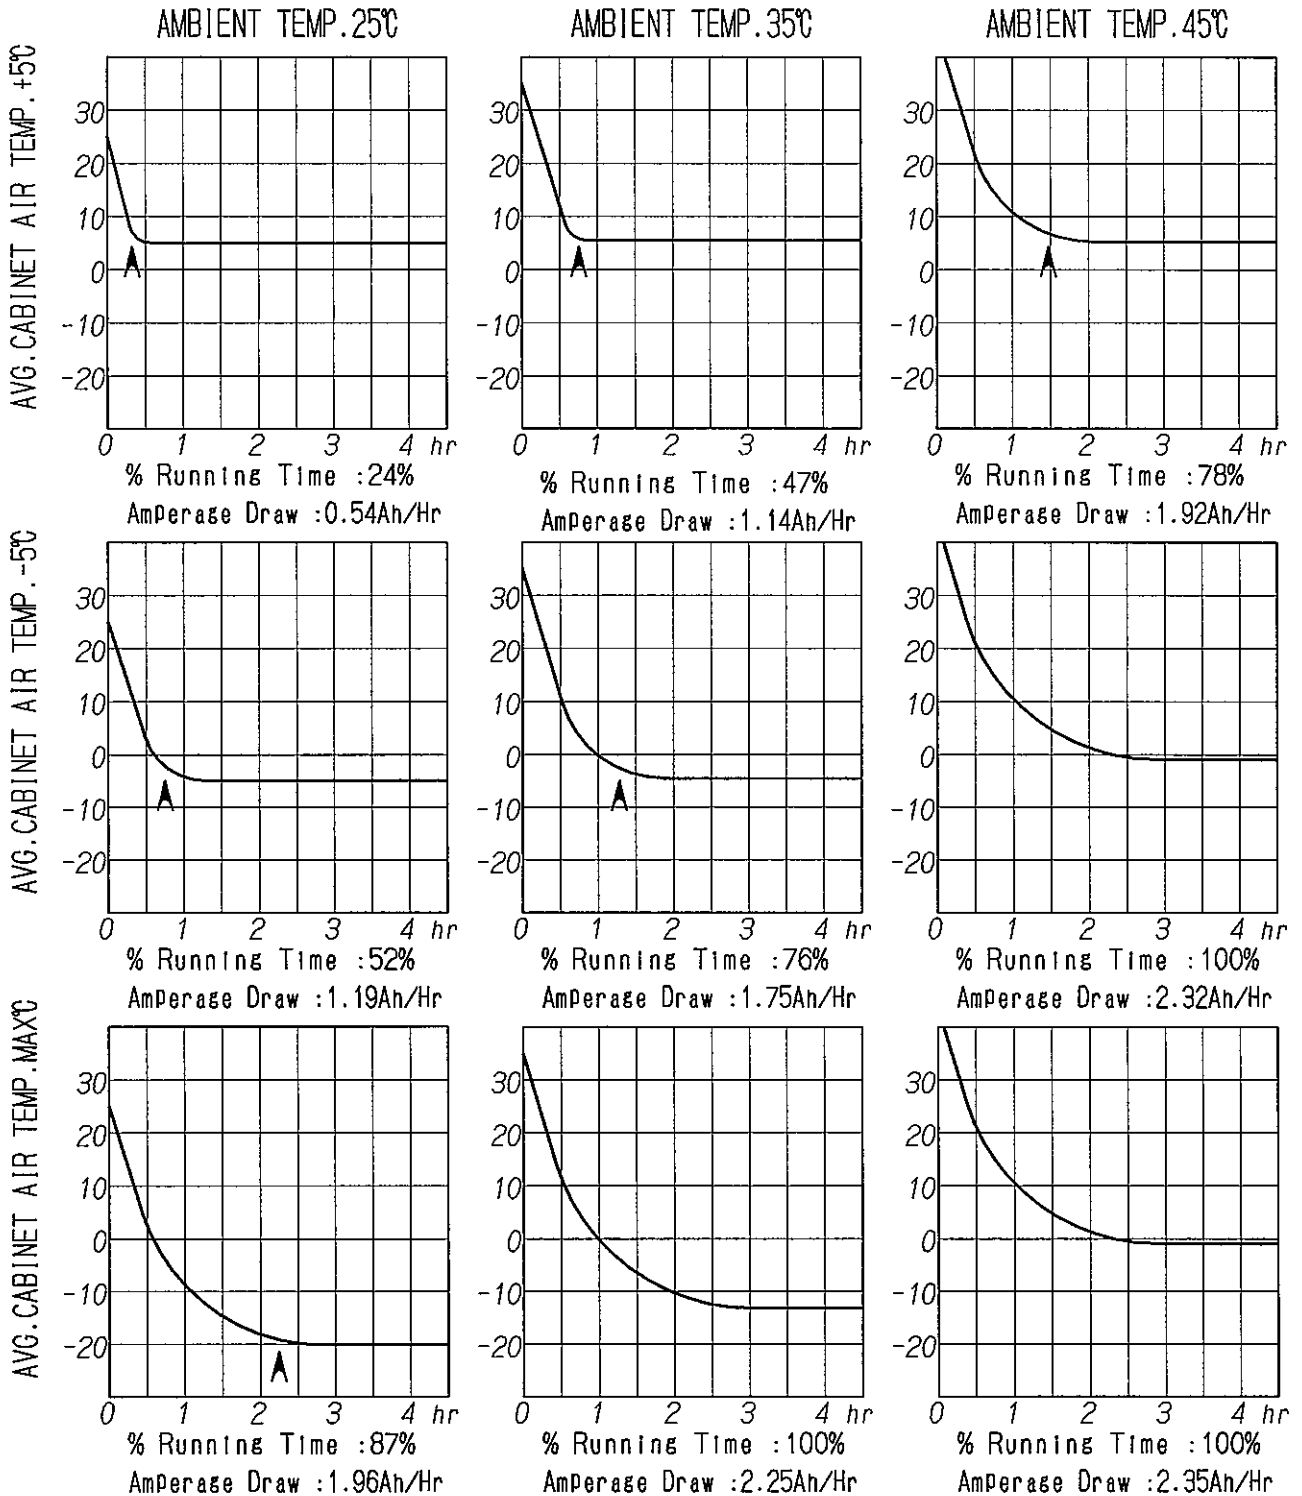 AMBIENT TEMP.25℃
AMBIENT TEMP.35℃
AMBIENT TEMP.45℃
AVG.CABINET AIR TEMP.+5℃
30
20
10
0
-10
-20
0 1 2 3 4 hr
% Running Time :24%
Amperage Draw :0.54Ah/Hr
30
20
10
0
-10
-20
0 1 2 3 4 hr
% Running Time :47%
Amperage Draw :1.14Ah/Hr
30
20
10
0
-10
-20
0 1 2 3 4 hr
% Running Time :78%
Amperage Draw :1.92Ah/Hr
AVG.CABINET AIR TEMP.-5℃
30
20
10
0
-10
-20
0 1 2 3 4 hr
% Running Time :52%
Amperage Draw :1.19Ah/Hr
30
20
10
0
-10
-20
0 1 2 3 4 hr
% Running Time :76%
Amperage Draw :1.75Ah/Hr
30
20
10
0
-10
-20
0 1 2 3 4 hr
% Running Time :100%
Amperage Draw :2.32Ah/Hr
AVG.CABINET AIR TEMP.MAX℃
30
20
10
0
-10
-20
0 1 2 3 4 hr
% Running Time :87%
Amperage Draw :1.96Ah/Hr
30
20
10
0
-10
-20
0 1 2 3 4 hr
% Running Time :100%
Amperage Draw :2.25Ah/Hr
30
20
10
0
-10
-20
0 1 2 3 4 hr
% Running Time :100%
Amperage Draw :2.35Ah/Hr